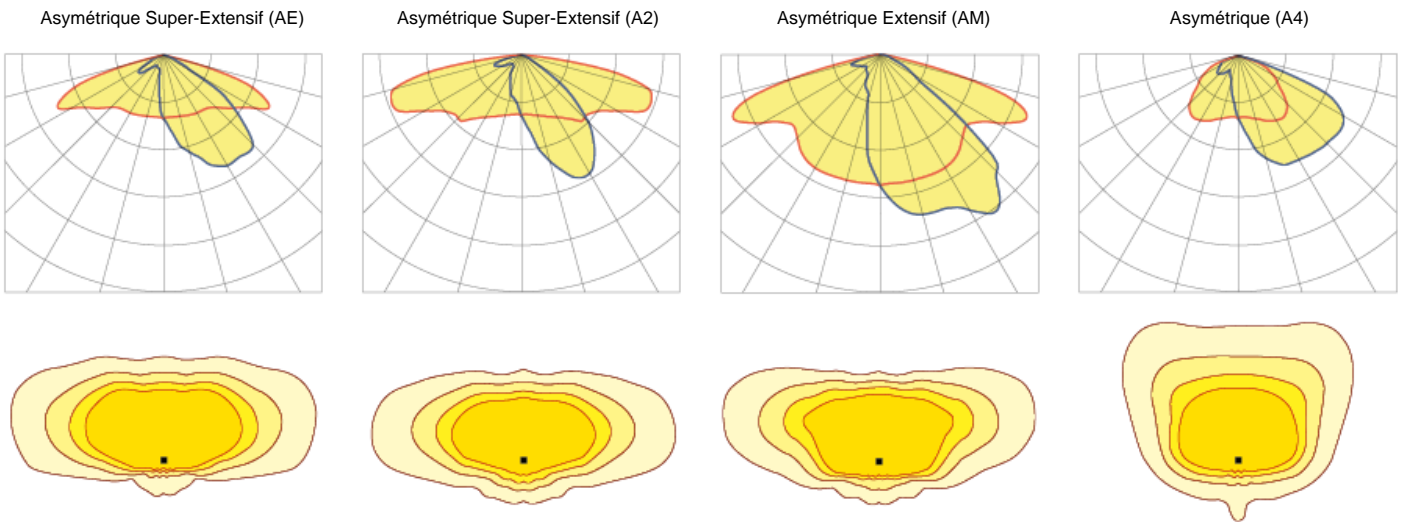 Asymétrique Super-Extensif (AE)
Asymétrique Super-Extensif (A2)
Asymétrique Extensif (AM)
Asymétrique (A4)